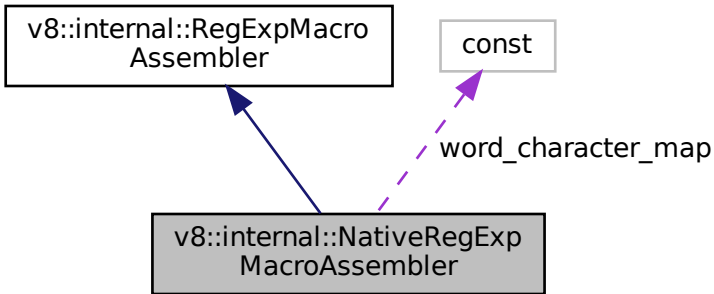 v8::internal::RegExpMacro
Assembler
const
word_character_map
v8::internal::NativeRegExp
MacroAssembler